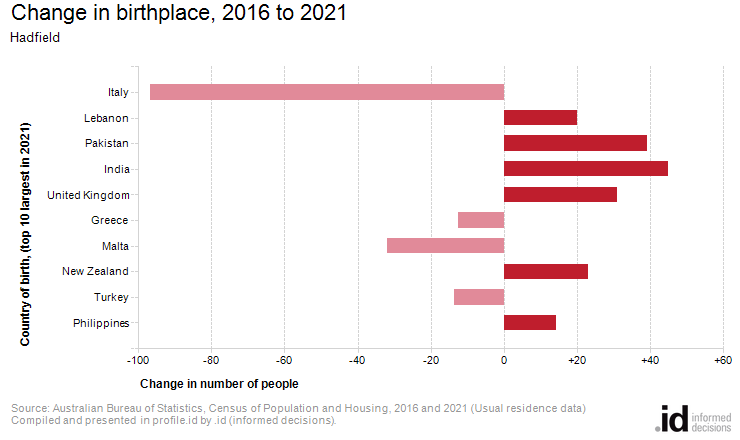 Change in birthplace, 2016 to 2021
Hadfield
Country of birth, (top 10 largest in 2021)
Italy
Lebanon
Pakistan
India
United Kingdom
Greece
Malta
New Zealand
Turkey
Philippines
-100 -80 -60 -40 -20 0 +20 +40 +60
Change in number of people
Source: Australian Bureau of Statistics, Census of Population and Housing, 2016 and 2021 (Usual residence data)
Compiled and presented in profile.id by .id (informed decisions).
.id informed
decisions